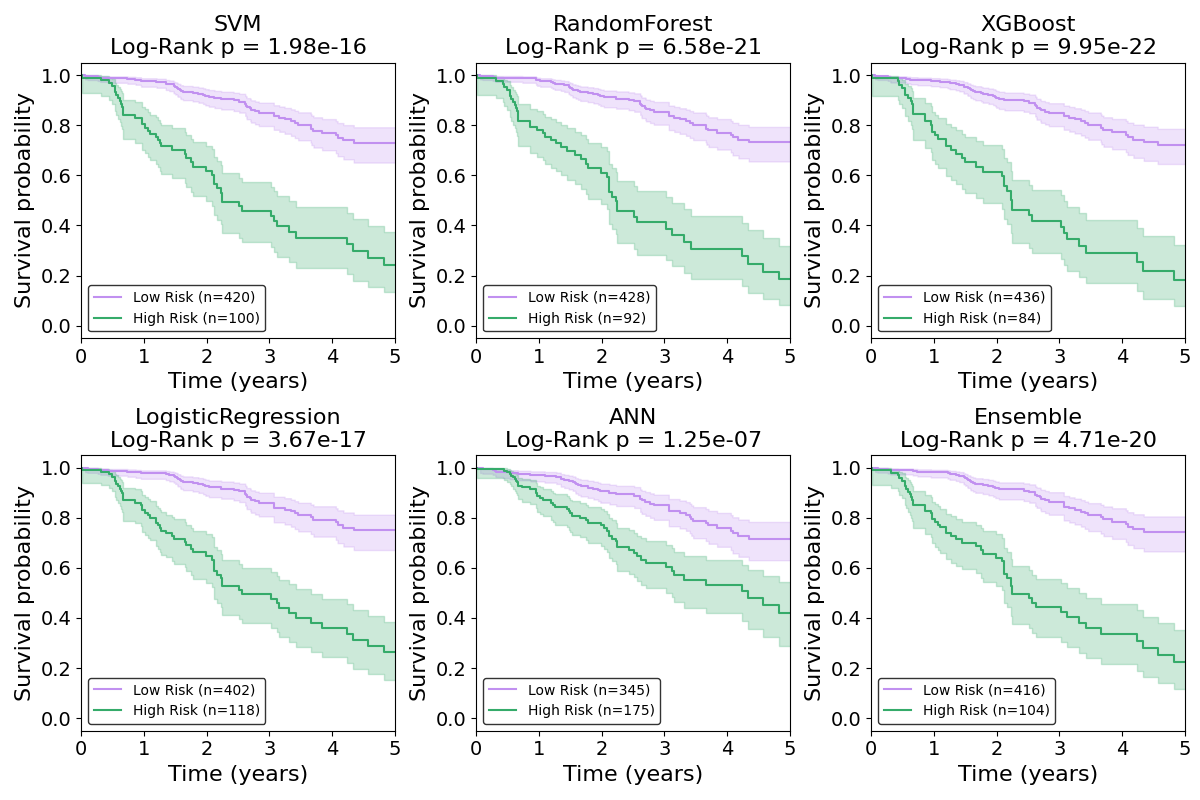 SVM
Log-Rank p = 1.98e-16
Survival probability
1.0
0.8
0.6
0.4
0.2
0.0
Low Risk (n=420)
High Risk (n=100)
0 1 2 3 4 5
Time (years)
RandomForest
Log-Rank p = 6.58e-21
Survival probability
1.0
0.8
0.6
0.4
0.2
0.0
Low Risk (n=428)
High Risk (n=92)
0 1 2 3 4 5
Time (years)
XGBoost
Log-Rank p = 9.95e-22
Survival probability
1.0
0.8
0.6
0.4
0.2
0.0
Low Risk (n=436)
High Risk (n=84)
0 1 2 3 4 5
Time (years)
LogisticRegression
Log-Rank p = 3.67e-17
Survival probability
1.0
0.8
0.6
0.4
0.2
0.0
Low Risk (n=402)
High Risk (n=118)
0 1 2 3 4 5
Time (years)
ANN
Log-Rank p = 1.25e-07
Survival probability
1.0
0.8
0.6
0.4
0.2
0.0
Low Risk (n=345)
High Risk (n=175)
0 1 2 3 4 5
Time (years)
Ensemble
Log-Rank p = 4.71e-20
Survival probability
1.0
0.8
0.6
0.4
0.2
0.0
Low Risk (n=416)
High Risk (n=104)
0 1 2 3 4 5
Time (years)